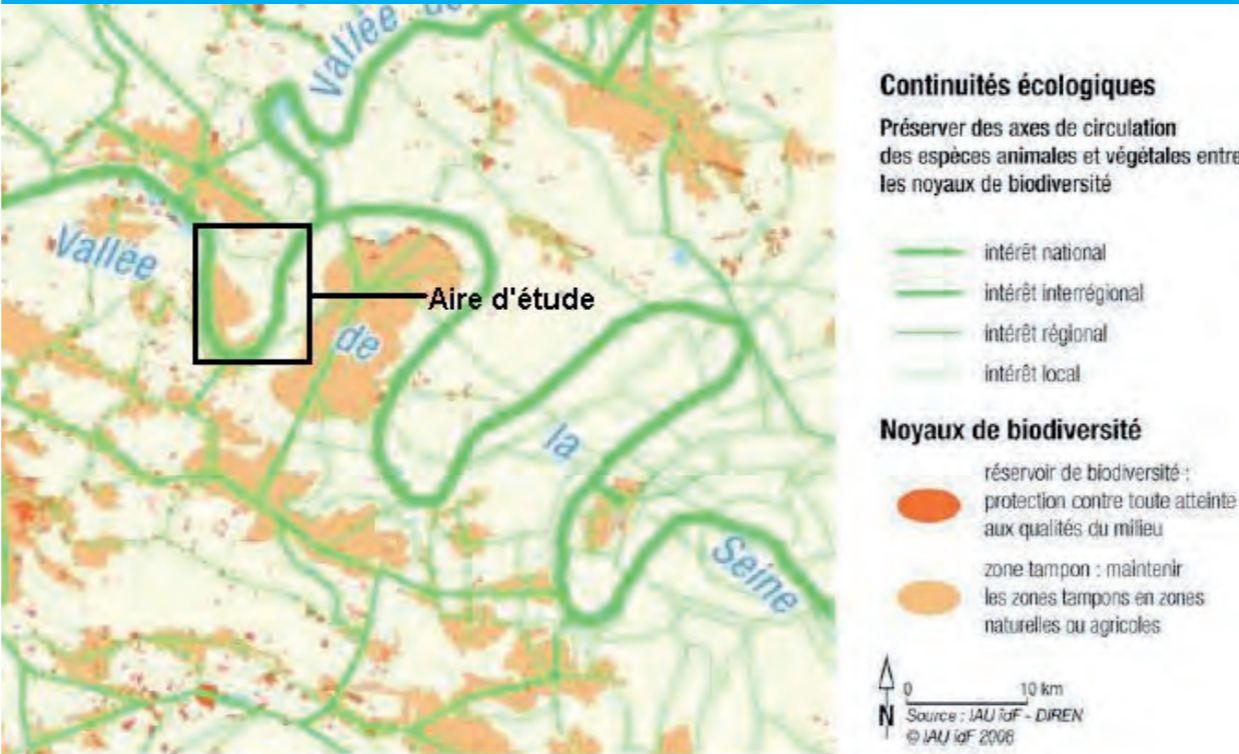 Vallée de
Vallée
de
la
Seine
Aire d'étude
Continuités écologiques
Préserver des axes de circulation
des espèces animales et végétales entre
les noyaux de biodiversité
intérêt national
intérêt interrégional
intérêt régional
intérêt local
Noyaux de biodiversité
réservoir de biodiversité :
protection contre toute atteinte
aux qualités du milieu
zone tampon : maintenir
les zones tampons en zones
naturelles ou agricoles
0 10 km
N
Source : IAU îdF - DIREN
© IAU îdF 2008